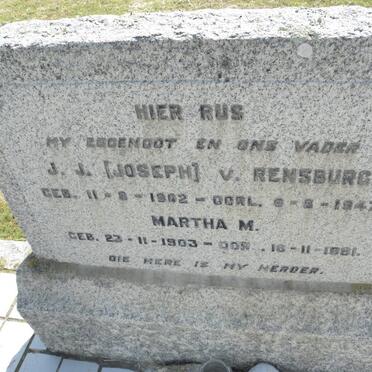 HIER RUS
MY EGGENOOT EN ONS VADER
J. J. [JOSEPH] v. RENSBURG
GEB. 11-8-1902 - OORL. 6-8-1947
MARTHA M.
GEB. 23-11-1903 - OOR. 16-11-1981.
DIE HERE IS MY HERDER.